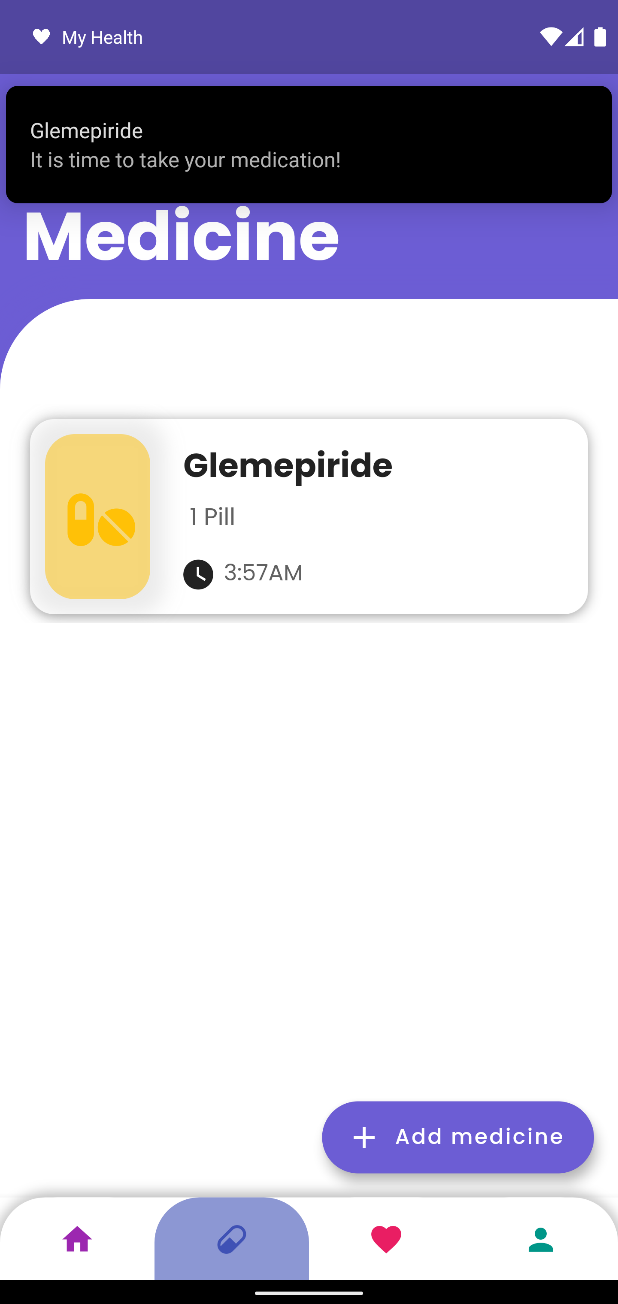 My Health
Glemepiride
It is time to take your medication!
Medicine
Glemepiride
1 Pill
3:57AM
Add medicine